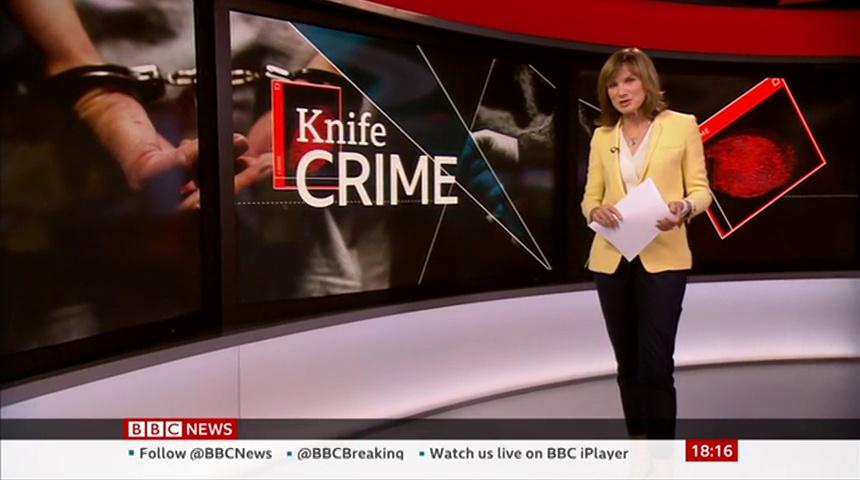 Knife
CRIME
BBC NEWS
Follow @BBCNews
@BBCBreaking
Watch us live on BBC iPlayer
18:16